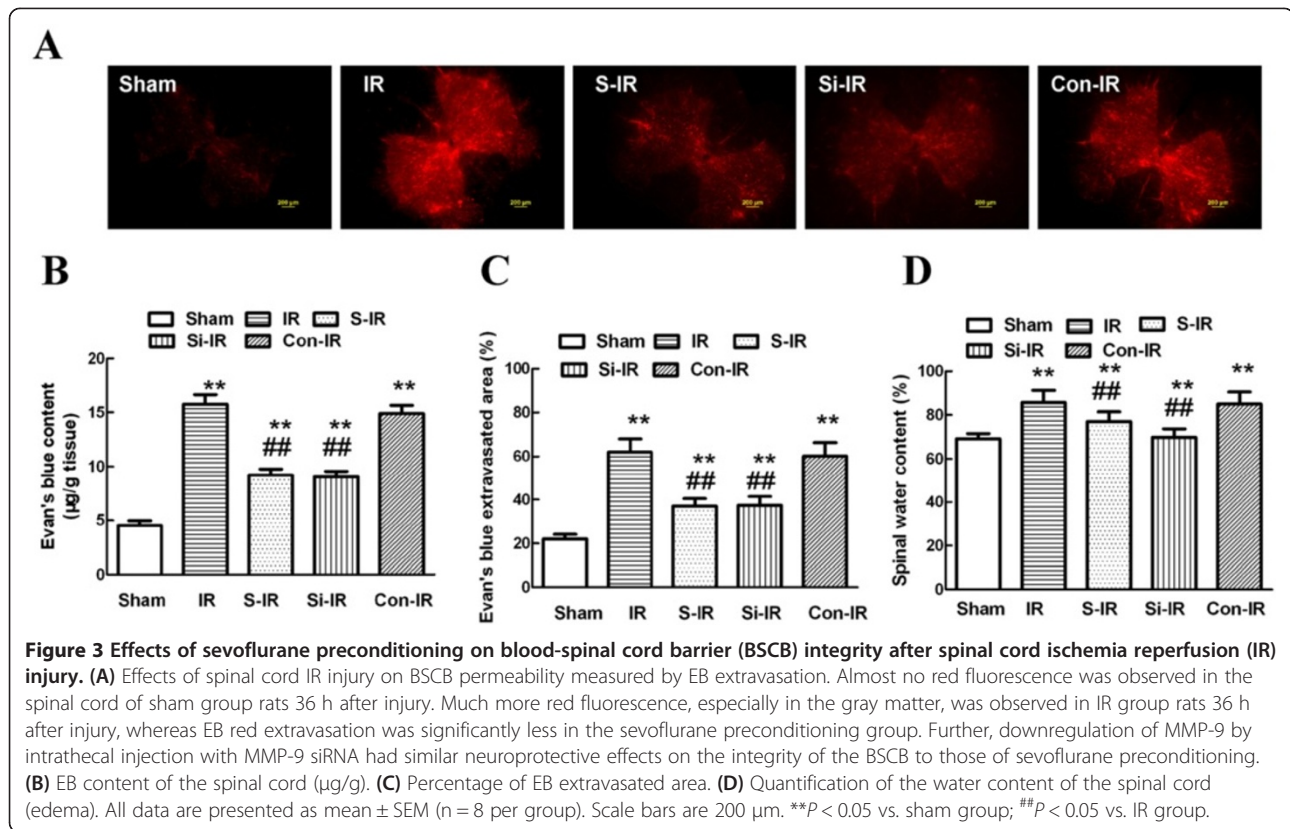 A
Sham
IR
S-IR
Si-IR
Con-IR
200 µm
200 µm
200 µm
200 µm
200 µm
B
Sham IR S-IR
Si-IR Con-IR
Evan's blue content
(µg/g tissue)
20
15
10
5
0
**
**
##
**
##
**
Sham IR S-IR Si-IR Con-IR
C
Sham IR S-IR
Si-IR Con-IR
Evan's blue extravasated area (%)
100
80
60
40
20
0
**
**
##
**
##
**
Sham IR S-IR Si-IR Con-IR
D
Sham IR S-IR
Si-IR Con-IR
Spinal water content (%)
100
80
60
40
20
0
**
**
##
**
##
**
Sham IR S-IR Si-IR Con-IR
Figure 3 Effects of sevoflurane preconditioning on blood-spinal cord barrier (BSCB) integrity after spinal cord ischemia reperfusion (IR)
injury. (A) Effects of spinal cord IR injury on BSCB permeability measured by EB extravasation. Almost no red fluorescence was observed in the
spinal cord of sham group rats 36 h after injury. Much more red fluorescence, especially in the gray matter, was observed in IR group rats 36 h
after injury, whereas EB red extravasation was significantly less in the sevoflurane preconditioning group. Further, downregulation of MMP-9 by
intrathecal injection with MMP-9 siRNA had similar neuroprotective effects on the integrity of the BSCB to those of sevoflurane preconditioning.
(B) EB content of the spinal cord (µg/g). (C) Percentage of EB extravasated area. (D) Quantification of the water content of the spinal cord
(edema). All data are presented as mean ± SEM (n = 8 per group). Scale bars are 200 µm. **P < 0.05 vs. sham group; ##P < 0.05 vs. IR group.